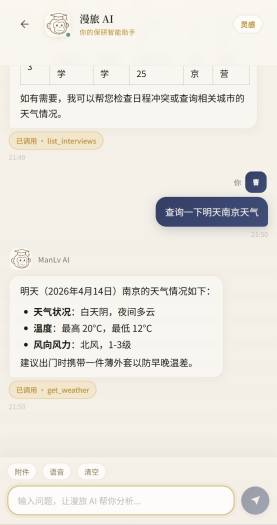 漫旅 AI
你的保研智能助手
灵感
3
学 学 25 京 营
如有需要，我可以帮您检查日程冲突或查询相关城市的
天气情况。
已调用 • list_interviews
21:49
你
查询一下明天南京天气
21:50
ManLv AI
明天（2026年4月14日）南京的天气情况如下：
• 天气状况：白天阴，夜间多云
• 温度：最高 20°C，最低 12°C
• 风向风力：北风，1-3级
建议出门时携带一件薄外套以防早晚温差。
已调用 • get_weather
21:50
附件 语音 清空
输入问题，让漫旅 AI 帮你分析...